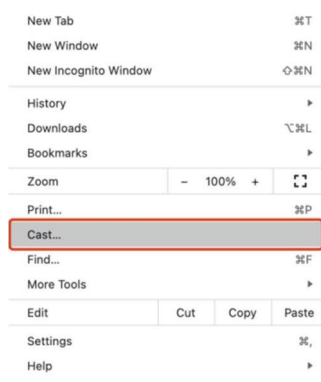 New Tab ⌘T
New Window ⌘N
New Incognito Window ⇧⌘N
History ▸
Downloads ⌥⌘L
Bookmarks ▸
Zoom − 100% +
Print... ⌘P
Cast...
Find... ⌘F
More Tools ▸
Edit Cut Copy Paste
Settings ⌘,
Help ▸